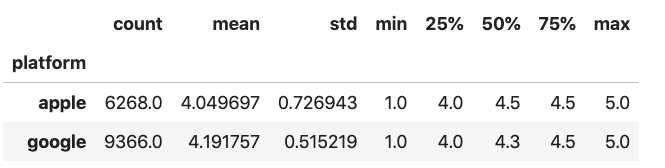 count mean std min 25% 50% 75% max
platform
apple 6268.0 4.049697 0.726943 1.0 4.0 4.5 4.5 5.0
google 9366.0 4.191757 0.515219 1.0 4.0 4.3 4.5 5.0